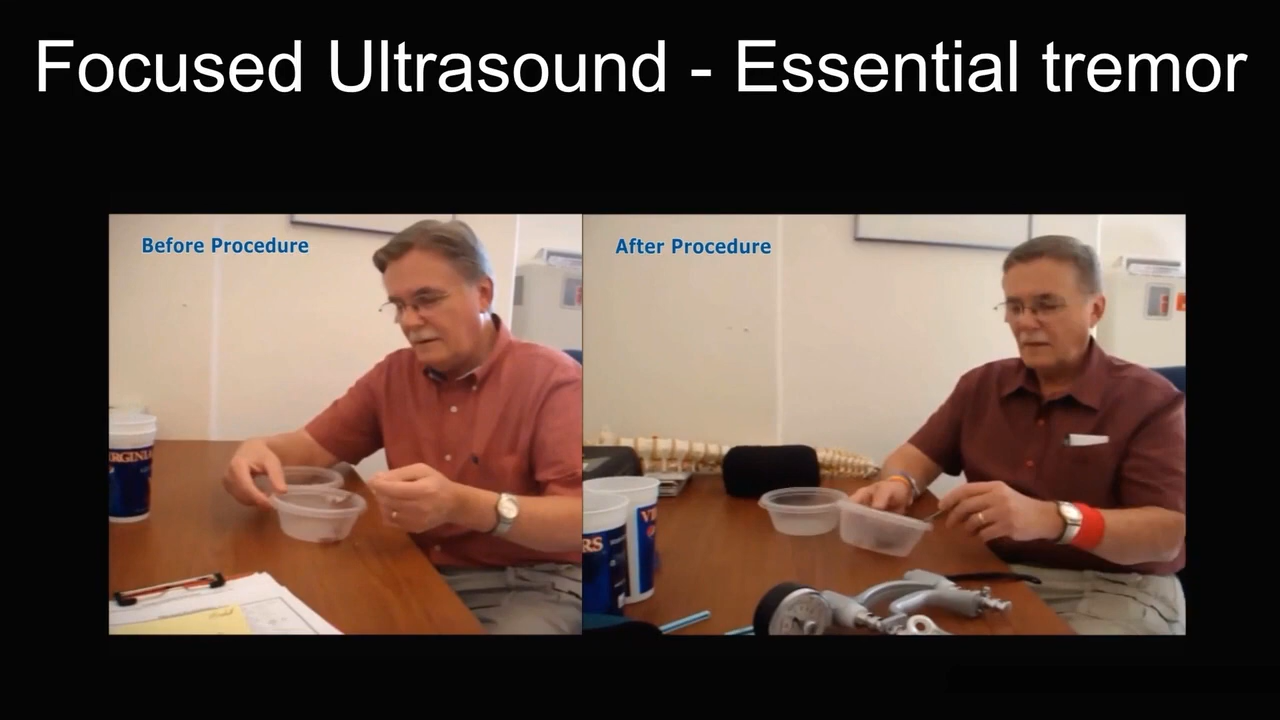 Focused Ultrasound - Essential tremor
Before Procedure
After Procedure